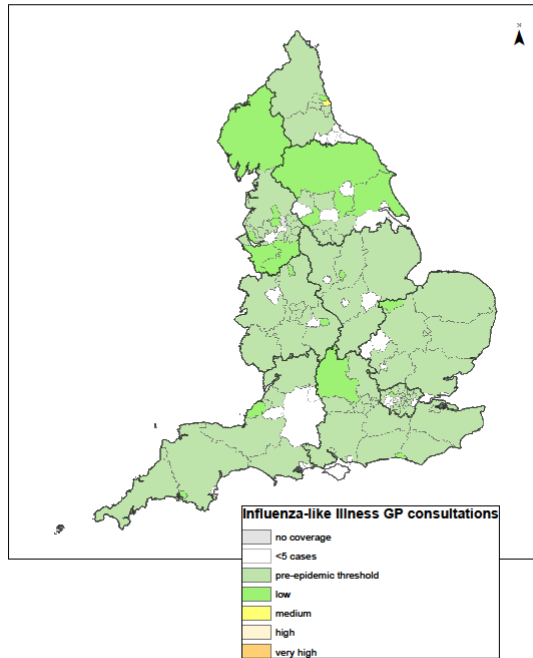 N
Influenza-like Illness GP consultations
no coverage
<5 cases
pre-epidemic threshold
low
medium
high
very high